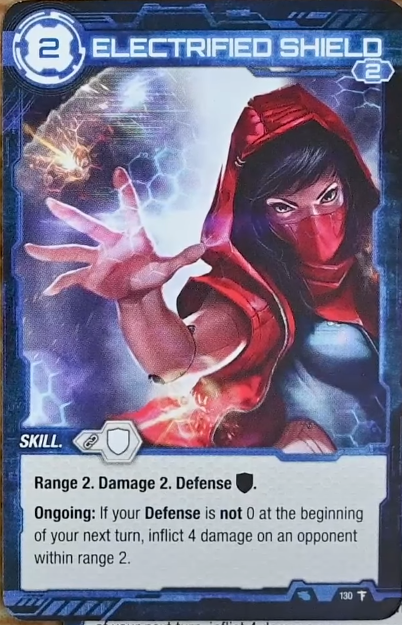 2
ELECTRIFIED SHIELD
2
SKILL.
Range 2. Damage 2. Defense.
Ongoing: If your Defense is not 0 at the beginning
of your next turn, inflict 4 damage on an opponent
within range 2.
130